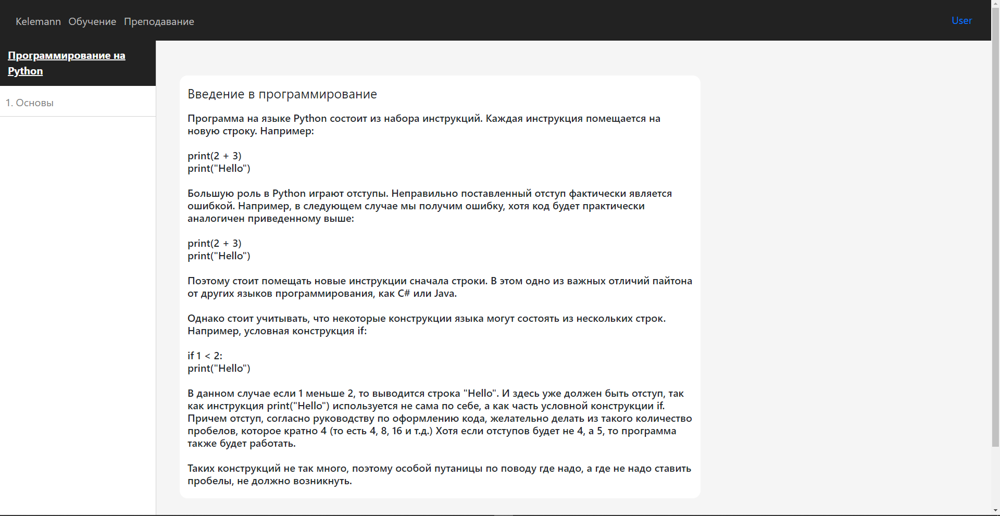 Kelemann Обучение Преподавание
User
Программирование на
Python
1. Основы
Введение в программирование
Программа на языке Python состоит из набора инструкций. Каждая инструкция помещается на
новую строку. Например:
print(2 + 3)
print("Hello")
Большую роль в Python играют отступы. Неправильно поставленный отступ фактически является
ошибкой. Например, в следующем случае мы получим ошибку, хотя код будет практически
аналогичен приведенному выше:
print(2 + 3)
print("Hello")
Поэтому стоит помещать новые инструкции сначала строки. В этом одно из важных отличий пайтона
от других языков программирования, как C# или Java.
Однако стоит учитывать, что некоторые конструкции языка могут состоять из нескольких строк.
Например, условная конструкция if:
if 1 < 2:
print("Hello")
В данном случае если 1 меньше 2, то выводится строка "Hello". И здесь уже должен быть отступ, так
как инструкция print("Hello") используется не сама по себе, а как часть условной конструкции if.
Причем отступ, согласно руководству по оформлению кода, желательно делать из такого количество
пробелов, которое кратно 4 (то есть 4, 8, 16 и т.д.) Хотя если отступов будет не 4, а 5, то программа
также будет работать.
Таких конструкций не так много, поэтому особой путаницы по поводу где надо, а где не надо ставить
пробелы, не должно возникнуть.